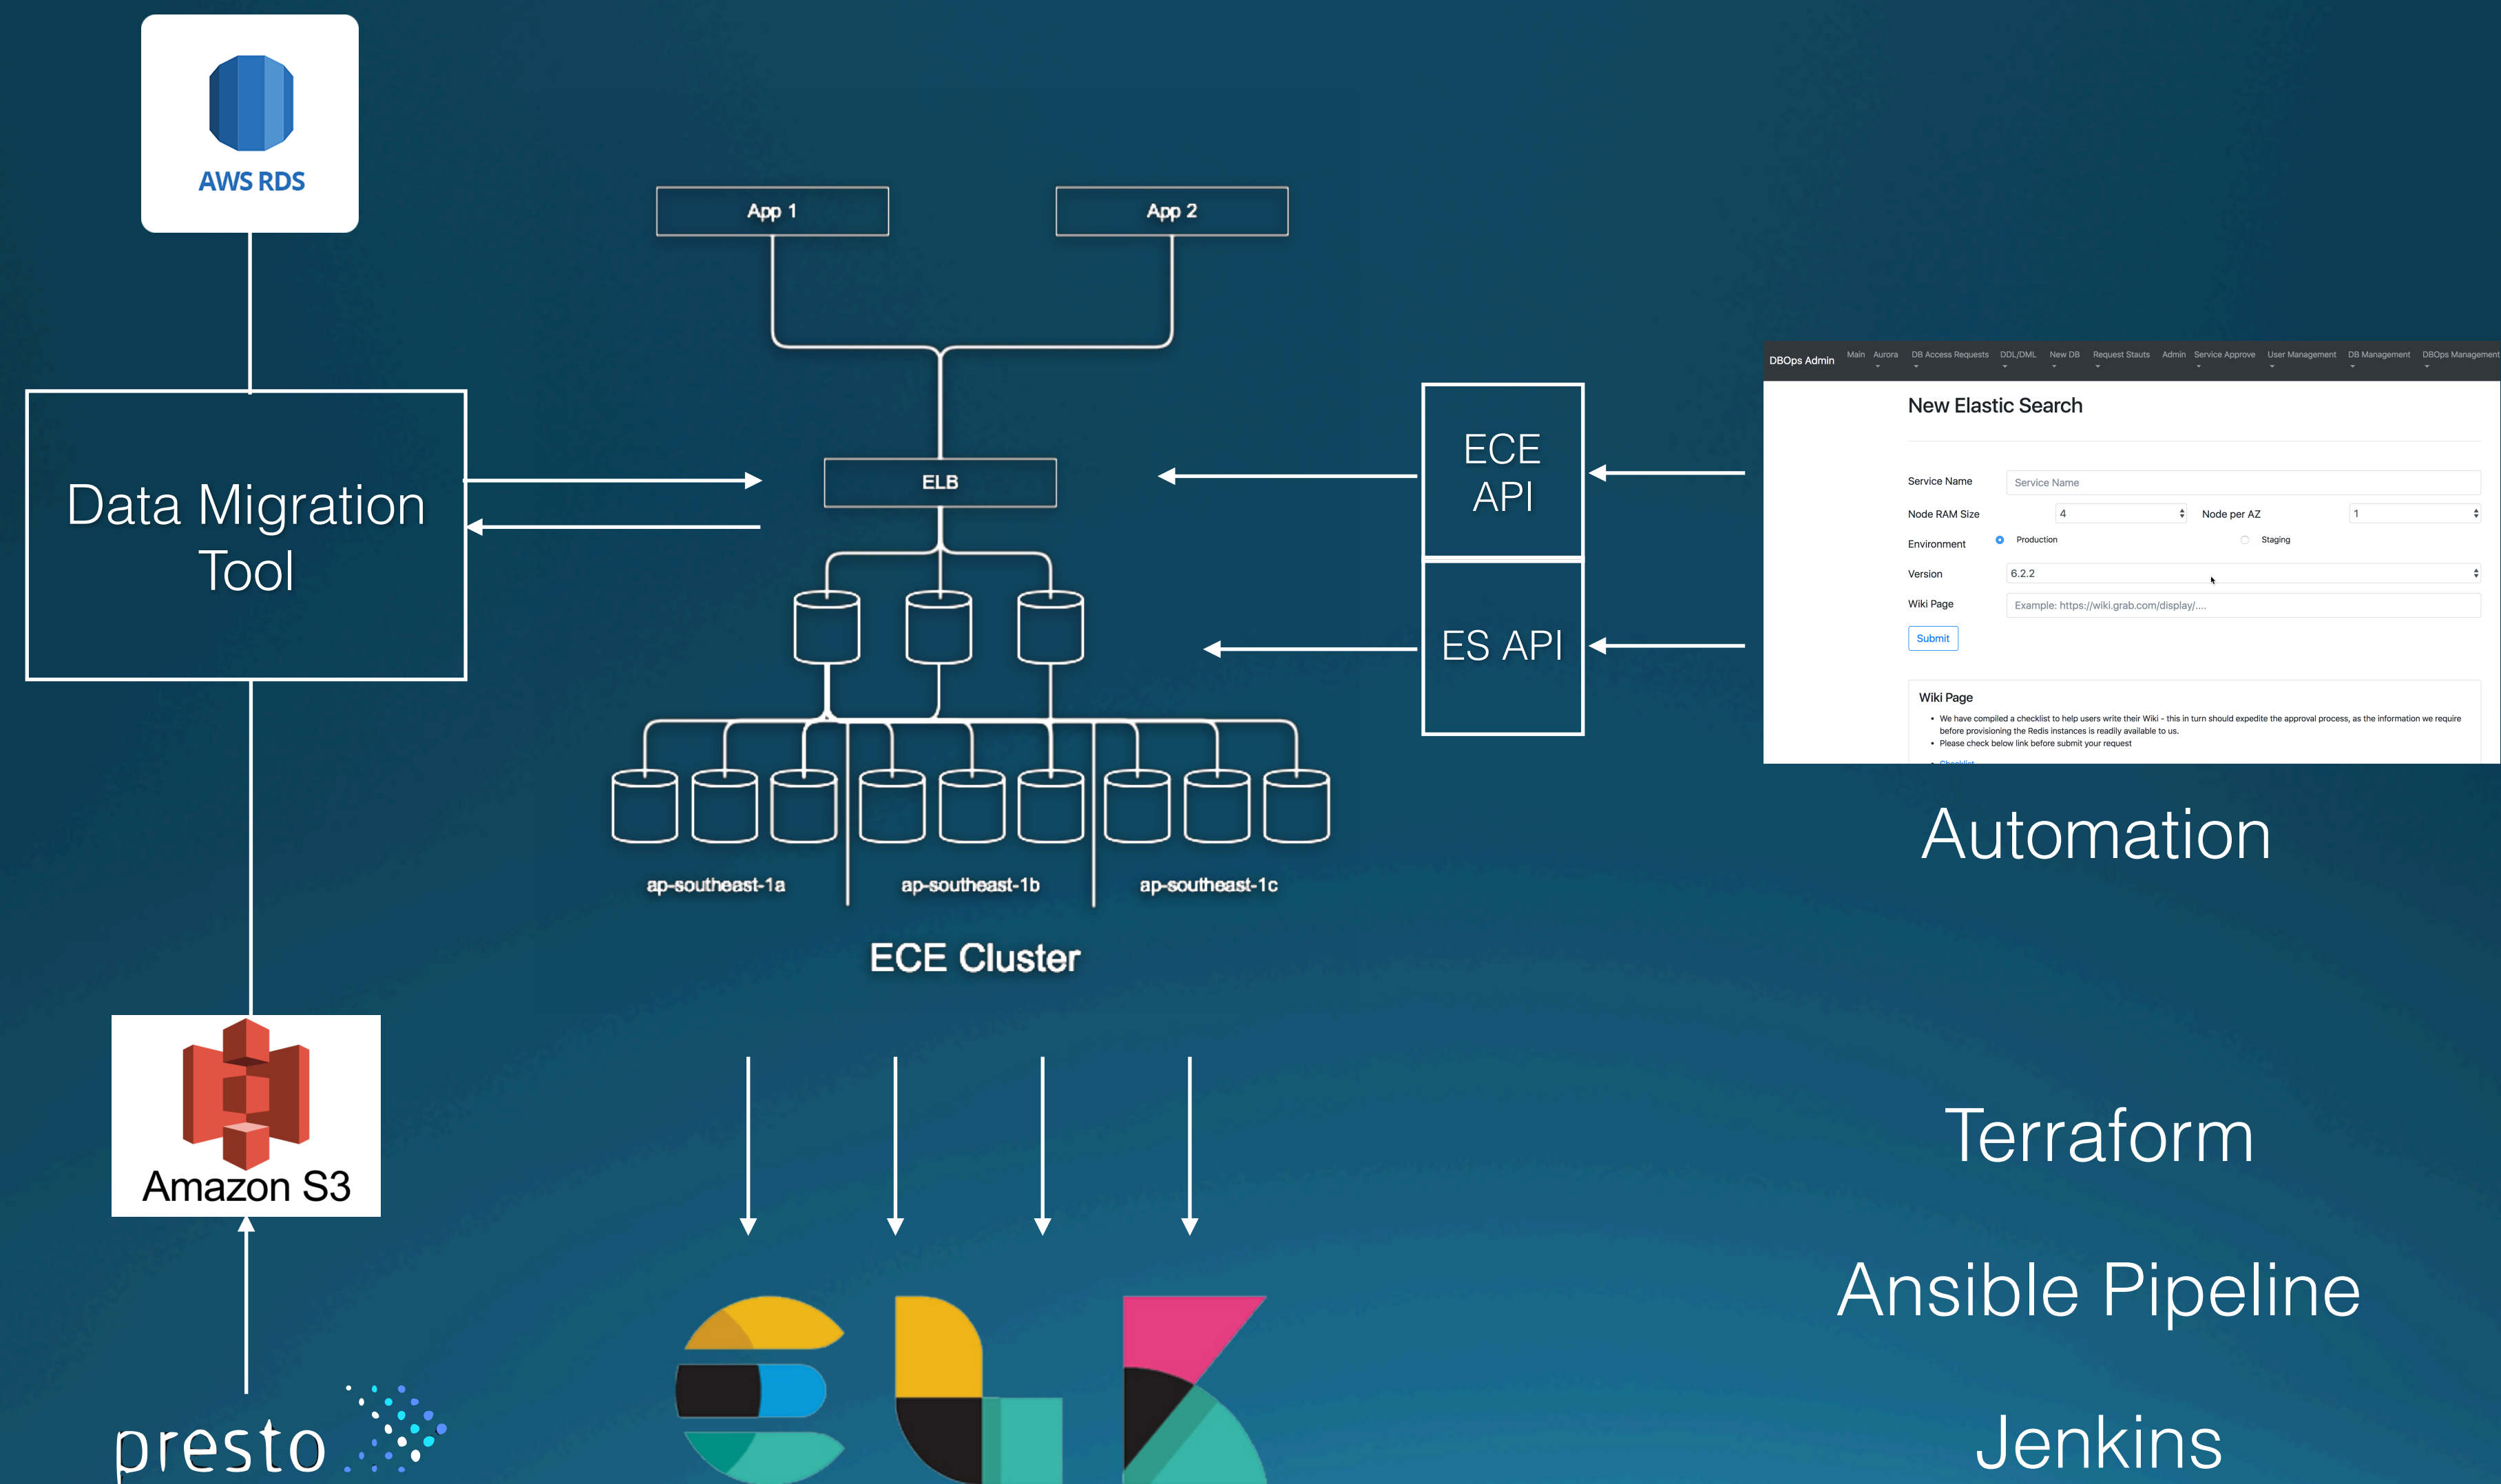 AWS RDS
App 1
App 2
Data Migration
Tool
ELB
ap-southeast-1a
ap-southeast-1b
ap-southeast-1c
ECE Cluster
ECE
API
ES API
DBOps Admin Main Aurora DB Access Requests DDL/DML New DB Request Stauts Admin Service Approve User Management DB Management DBOps Management
New Elastic Search
Service Name Service Name
Node RAM Size 4 Node per AZ 1
Environment Production Staging
Version 6.2.2
Wiki Page Example: https://wiki.grab.com/display/....
Submit
Wiki Page
• We have compiled a checklist to help users write their Wiki - this in turn should expedite the approval process, as the information we require
before provisioning the Redis instances is readily available to us.
• Please check below link before submit your request
• Checklist
Automation
Amazon S3
presto
Terraform
Ansible Pipeline
Jenkins